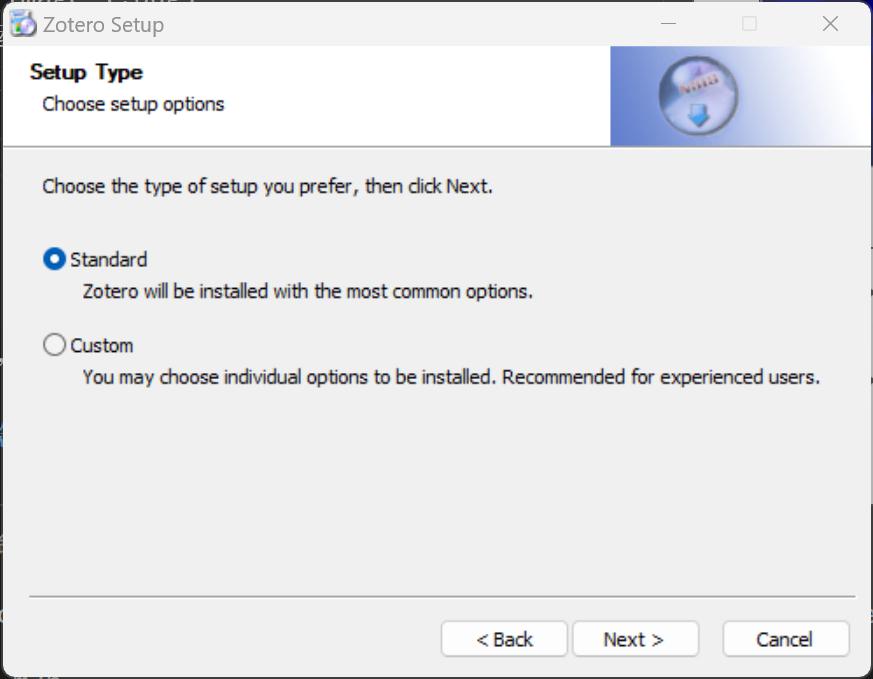 Zotero Setup
Setup Type
Choose setup options
NSIS
Choose the type of setup you prefer, then click Next.
Standard
Zotero will be installed with the most common options.
Custom
You may choose individual options to be installed. Recommended for experienced users.
< Back
Next >
Cancel